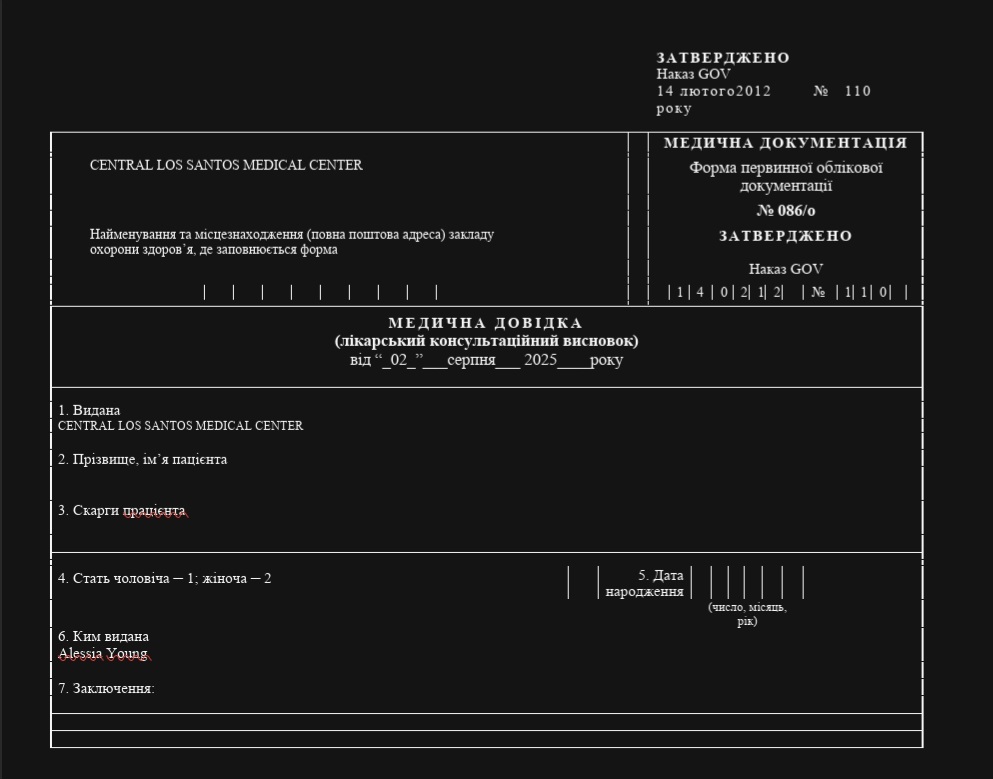 ЗАТВЕРДЖЕНО
Наказ GOV
14 лютого2012 № 110
року
CENTRAL LOS SANTOS MEDICAL CENTER
Найменування та місцезнаходження (повна поштова адреса) закладу
охорони здоров’я, де заповнюється форма
МЕДИЧНА ДОКУМЕНТАЦІЯ
Форма первинної облікової
документації
№ 086/о
ЗАТВЕРДЖЕНО
Наказ GOV
1 4 0 2 1 2 № 1 1 0
МЕДИЧНА ДОВІДКА
(лікарський консультаційний висновок)
від “_02_”___серпня___ 2025____року
1. Видана
CENTRAL LOS SANTOS MEDICAL CENTER
2. Прізвище, ім’я пацієнта
3. Скарги працієнта
4. Стать чоловіча – 1; жіноча – 2
5. Дата
народження
(число, місяць,
рік)
6. Ким видана
Alessia Young
7. Заключення: